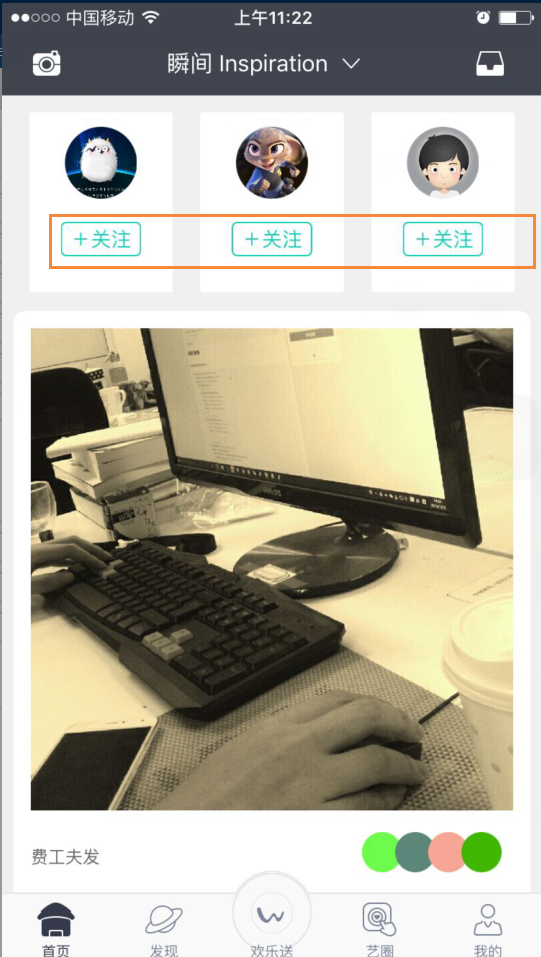 中国移动 上午11:22
瞬间 Inspiration
＋关注 ＋关注 ＋关注
费工夫发
首页 发现 欢乐送 艺圈 我的